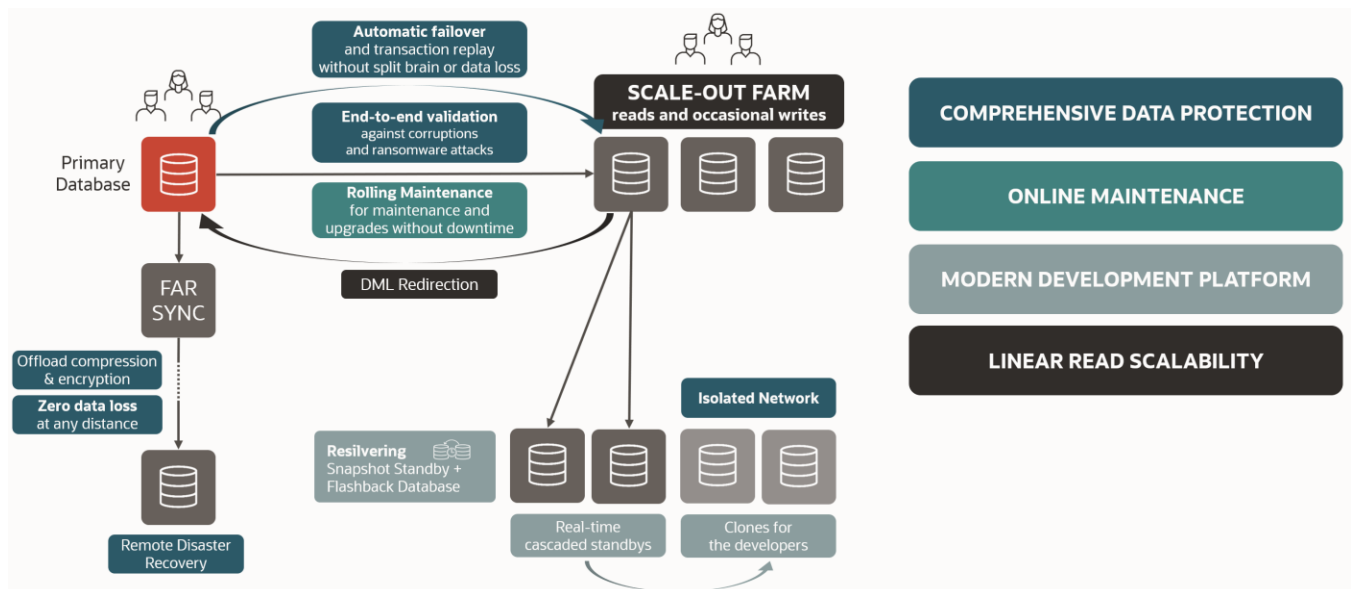 Automatic failover
and transaction replay
without split brain or data loss
End-to-end validation
against corruptions
and ransomware attacks
Rolling Maintenance
for maintenance and
upgrades without downtime
DML Redirection
Primary
Database
SCALE-OUT FARM
reads and occasional writes
FAR
SYNC
Offload compression
& encryption
Zero data loss
at any distance
Remote Disaster
Recovery
Resilvering
Snapshot Standby +
Flashback Database
Real-time
cascaded standbys
Isolated Network
Clones for
the developers
COMPREHENSIVE DATA PROTECTION
ONLINE MAINTENANCE
MODERN DEVELOPMENT PLATFORM
LINEAR READ SCALABILITY